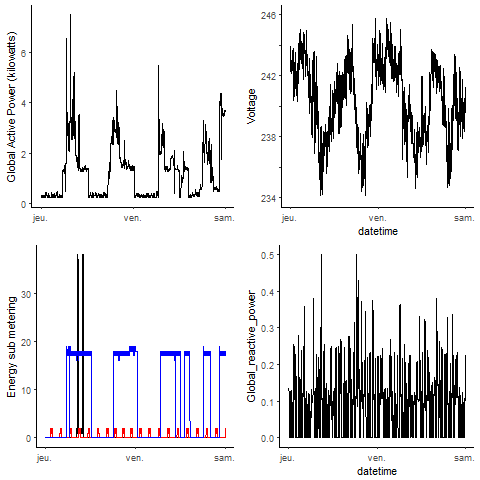 Global Active Power (kilowatts)
6
4
2
0
jeu.
ven.
sam.
Voltage
246
242
238
234
jeu.
ven.
sam.
datetime
Energy sub metering
30
20
10
0
jeu.
ven.
sam.
Global_reactive_power
0.5
0.4
0.3
0.2
0.1
0.0
jeu.
ven.
sam.
datetime